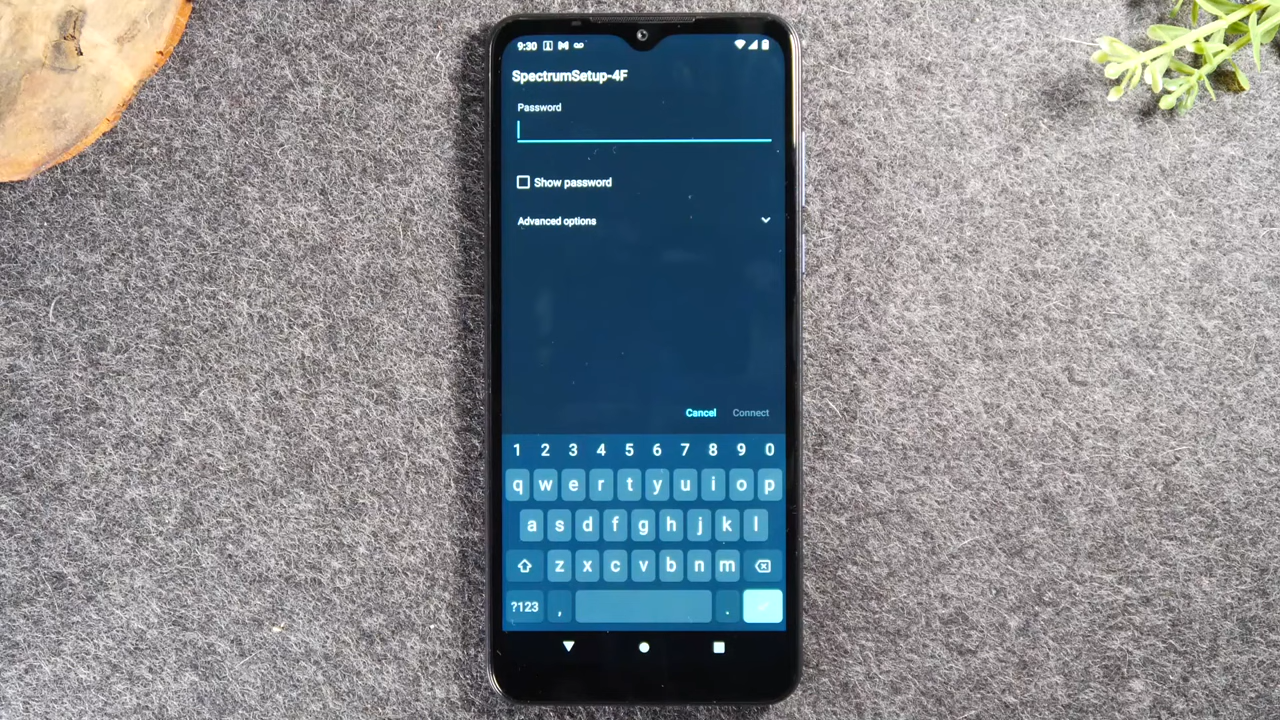 9:30
SpectrumSetup-4F
Password
Show password
Advanced options
Cancel Connect
1 2 3 4 5 6 7 8 9 0
q w e r t y u i o p
a s d f g h j k l
z x c v b n m
?123 , .